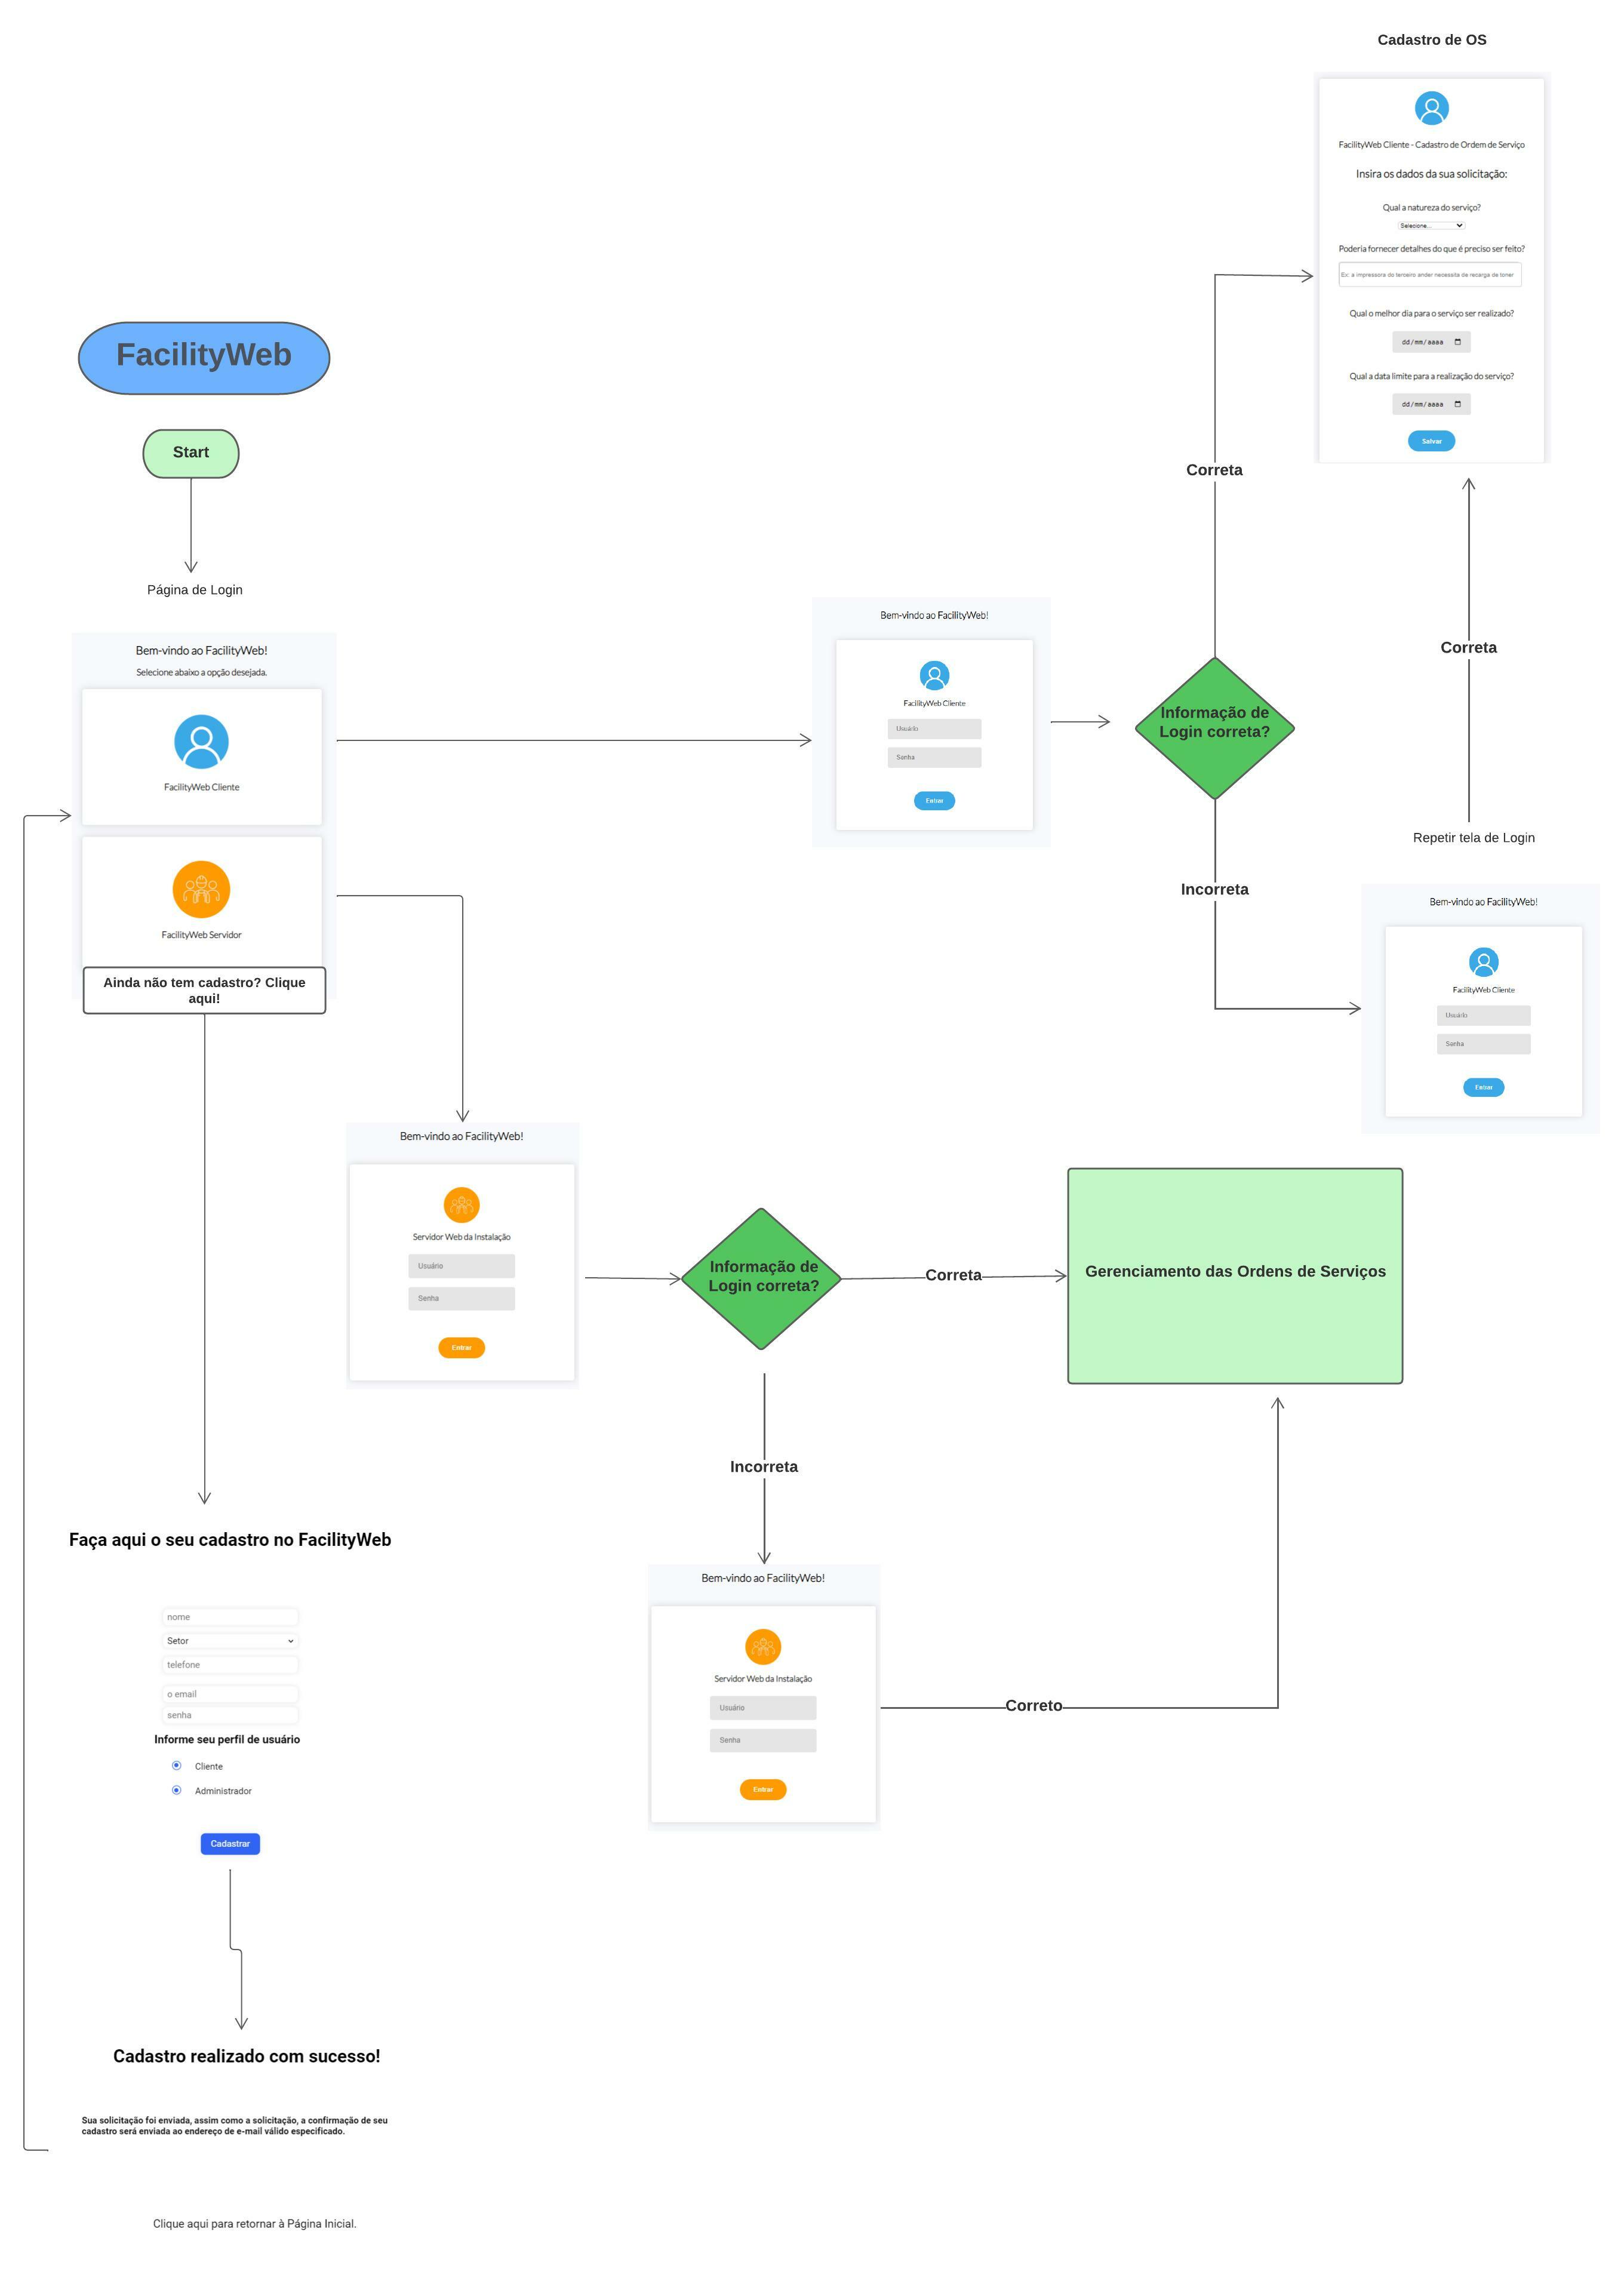 Cadastro de OS
FacilityWeb Cliente - Cadastro de Ordem de Serviço
Insira os dados da sua solicitação:
Qual a natureza do serviço?
Selecione...
Poderia fornecer detalhes do que é preciso ser feito?
Ex: a impressora do terceiro andar necessita de recarga de toner
Qual o melhor dia para o serviço ser realizado?
dd/mm/aaaa
Qual a data limite para a realização do serviço?
dd/mm/aaaa
Salvar
FacilityWeb
Start
Página de Login
Bem-vindo ao FacilityWeb!
Selecione abaixo a opção desejada.
FacilityWeb Cliente
FacilityWeb Servidor
Ainda não tem cadastro? Clique
aqui!
Bem-vindo ao FacilityWeb!
FacilityWeb Cliente
Usuário
Senha
Entrar
Informação de
Login correta?
Correta
Incorreta
Correta
Repetir tela de Login
Bem-vindo ao FacilityWeb!
FacilityWeb Cliente
Usuário
Senha
Entrar
Bem-vindo ao FacilityWeb!
Servidor Web da Instalação
Usuário
Senha
Entrar
Informação de
Login correta?
Correta
Gerenciamento das Ordens de Serviços
Incorreta
Bem-vindo ao FacilityWeb!
Servidor Web da Instalação
Usuário
Senha
Entrar
Correto
Faça aqui o seu cadastro no FacilityWeb
nome
Setor
telefone
o email
senha
Informe seu perfil de usuário
Cliente
Administrador
Cadastrar
Cadastro realizado com sucesso!
Sua solicitação foi enviada, assim como a solicitação, a confirmação de seu
cadastro será enviada ao endereço de e-mail válido especificado.
Clique aqui para retornar à Página Inicial.